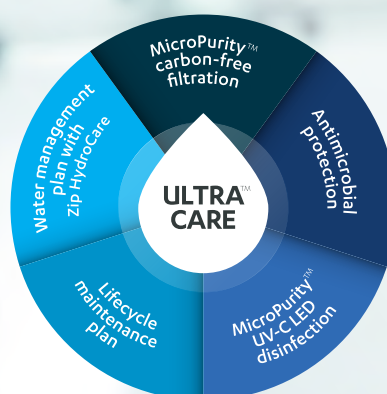 MicroPurity™
carbon-free
filtration
Antimicrobial
protection
MicroPurity™
UV-C LED
disinfection
Lifecycle
maintenance
plan
Water management
plan with
Zip HydroCare
ULTRA™
CARE